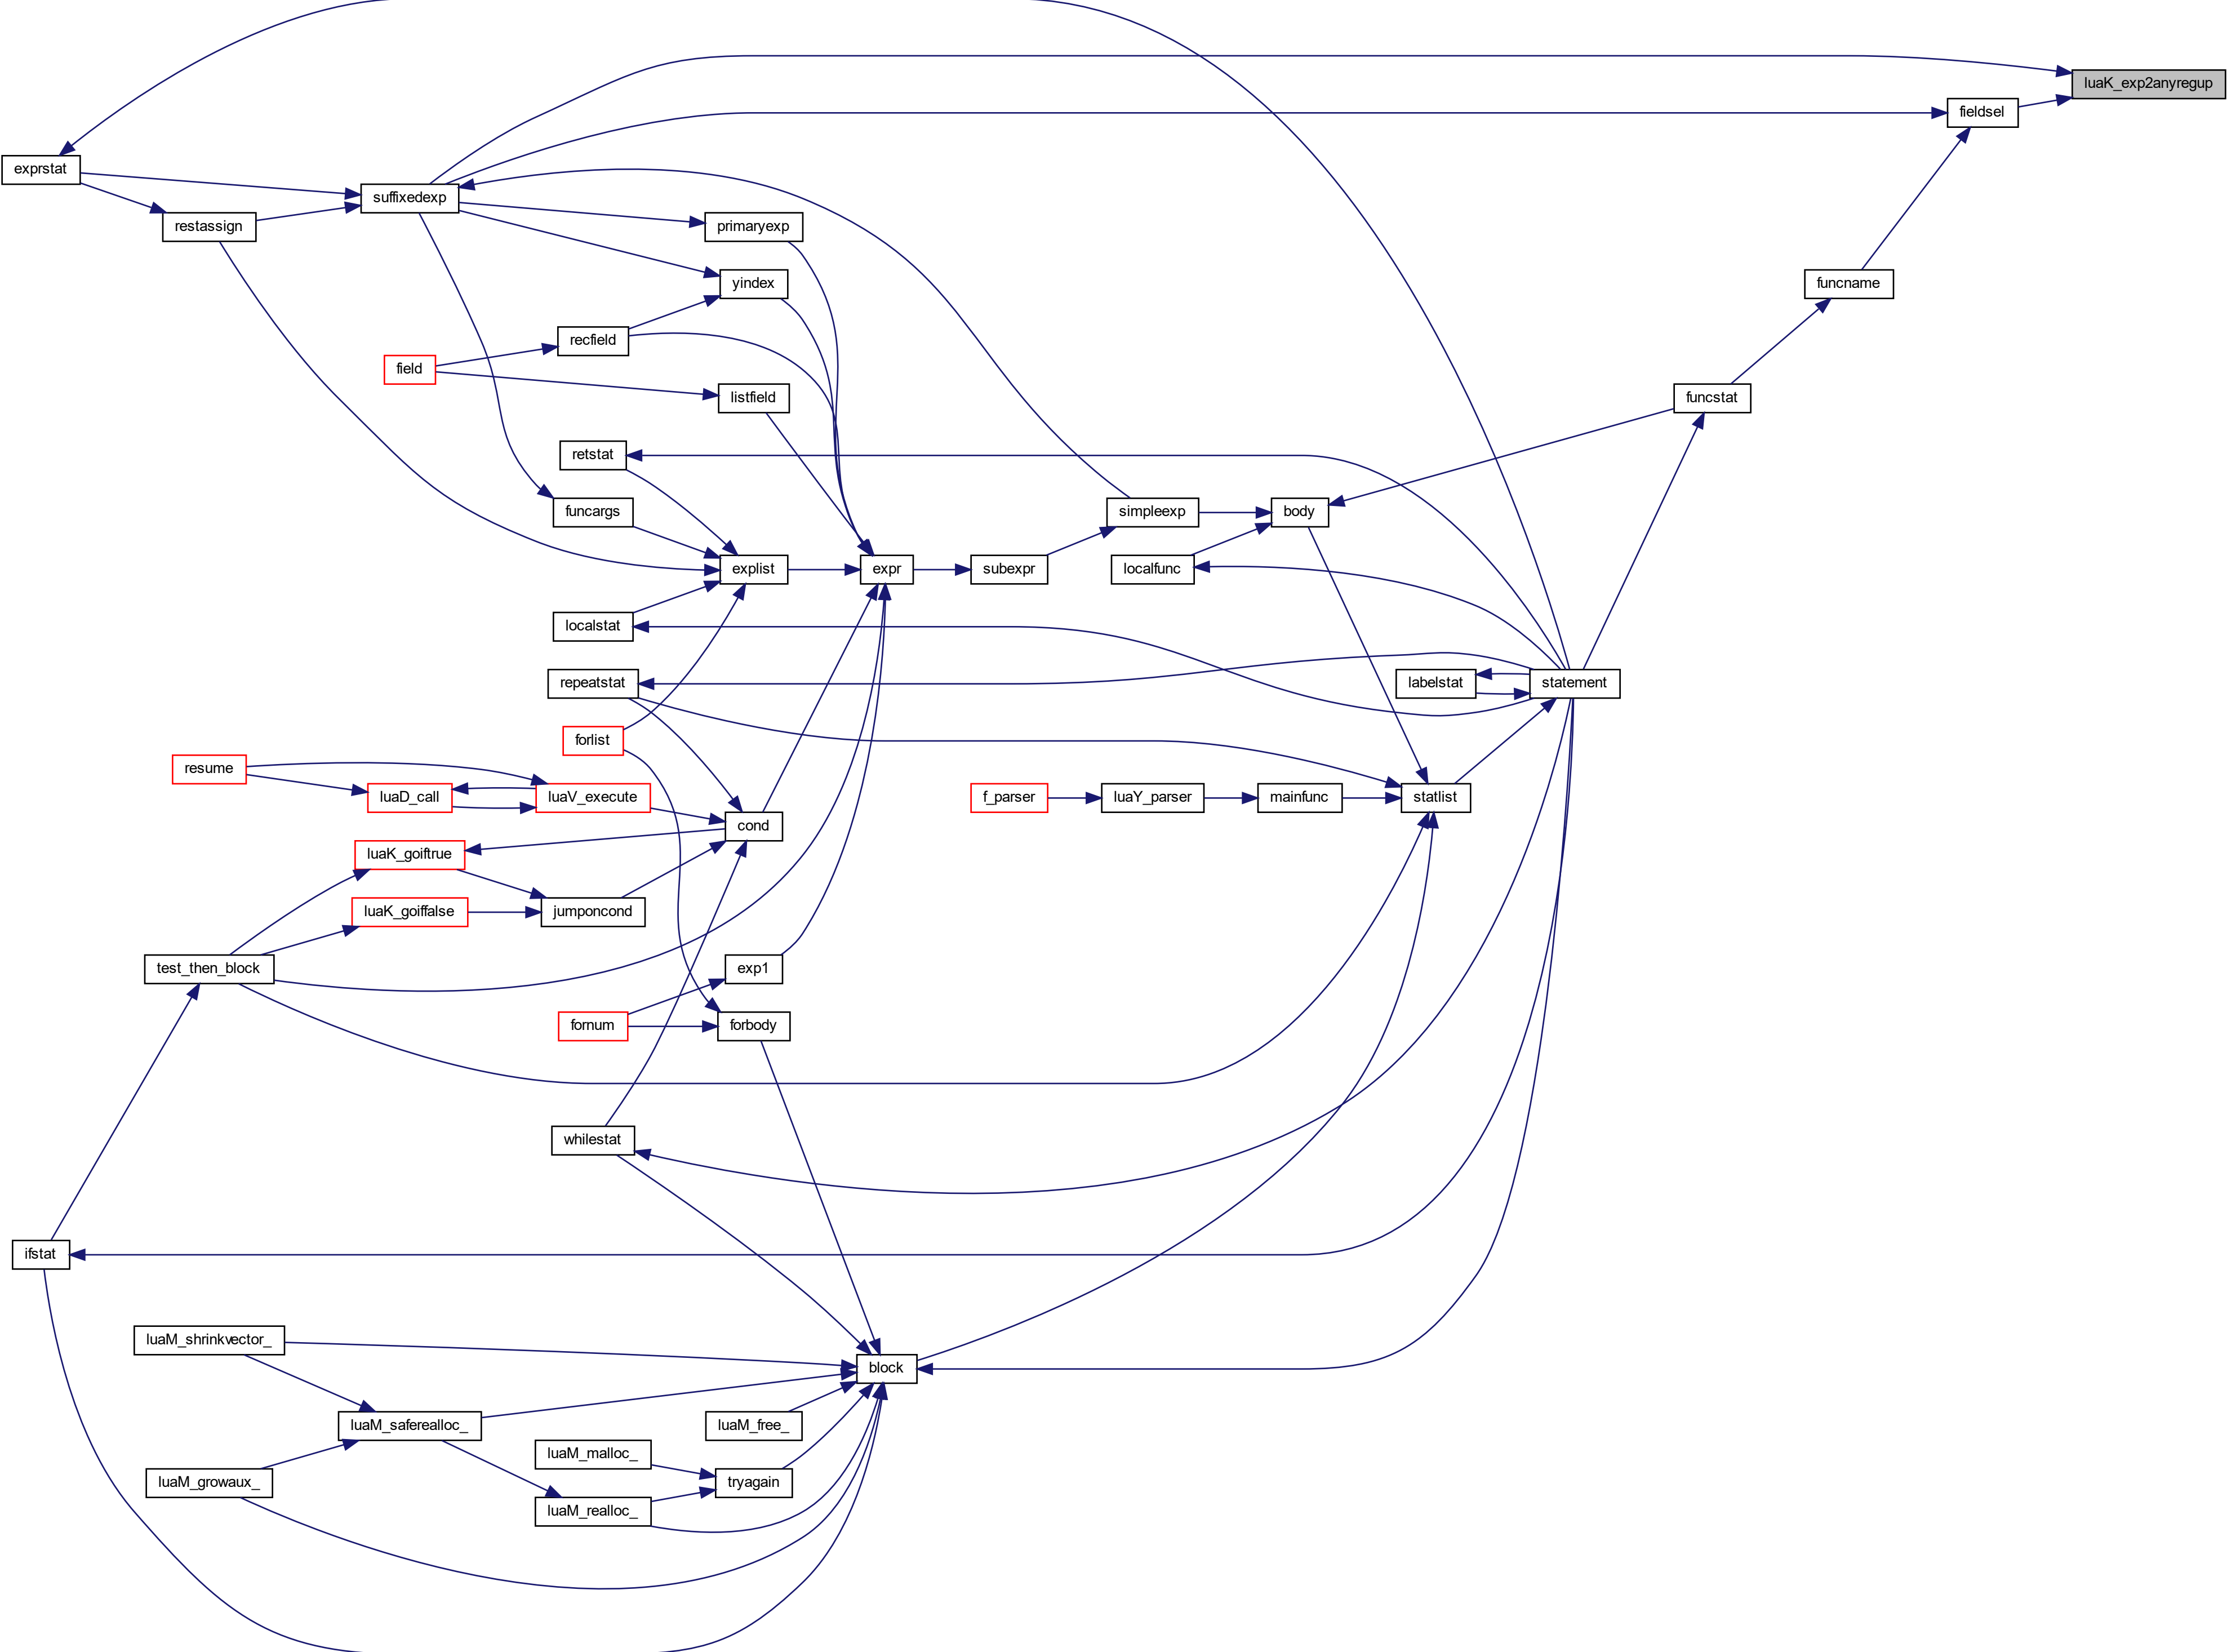 luaK_exp2anyregup
fieldsel
exprstat
suffixedexp
restassign
primaryexp
yindex
funcname
recfield
field
listfield
funcstat
retstat
funcargs
simpleexp
body
explist
expr
subexpr
localfunc
localstat
repeatstat
labelstat
statement
forlist
resume
luaD_call
luaV_execute
f_parser
luaY_parser
mainfunc
statlist
cond
luaK_goiftrue
luaK_goiffalse
jumponcond
test_then_block
exp1
fornum
forbody
whilestat
ifstat
luaM_shrinkvector_
block
luaM_saferealloc_
luaM_free_
luaM_malloc_
luaM_growaux_
tryagain
luaM_realloc_